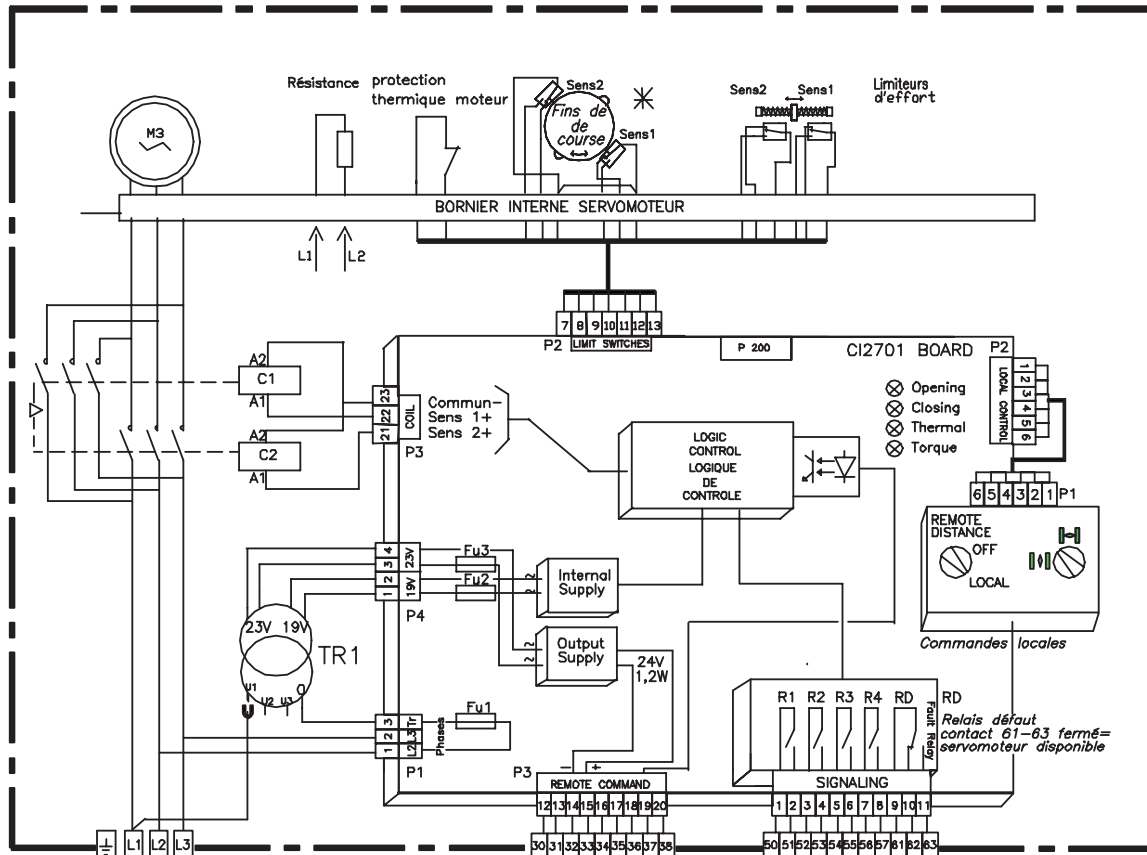 Résistance
protection
thermique moteur
Sens2
Fins de
de
course
Sens1
Sens2 Sens1
Limiteurs
d'effort
M3
BORNIER INTERNE SERVOMOTEUR
L1 L2
7 8 9 10 11 12 13
P2 LIMIT SWITCHES
P 200
CI2701 BOARD
P2
LOCAL CONTROL
1
2
3
4
5
6
Opening
Closing
Thermal
Torque
A2
C1
A1
A2
C2
A1
23
22
21
COIL
P3
Commun-
Sens 1+
Sens 2+
LOGIC
CONTROL
LOGIQUE
DE
CONTROLE
6 5 4 3 2 1 P1
REMOTE
DISTANCE
OFF
LOCAL
Commandes locales
4
3
2
1
23V
19V
P4
Fu3
Fu2
Internal
Supply
Output
Supply
24V
1,2W
23V 19V
TR1
U1
U2 U3
0
3
2
1
Tr
L3
L2
Phases
P1
Fu1
R1 R2 R3 R4 RD
Fault Relay
RD
Relais défaut
contact 61-63 fermé=
servomoteur disponible
P3
- +
REMOTE COMMAND
12 13 14 15 16 17 18 19 20
30 31 32 33 34 35 36 37 38
SIGNALING
1 2 3 4 5 6 7 8 9 10 11
50 51 52 53 54 55 56 57 61 62 63
L1 L2 L3